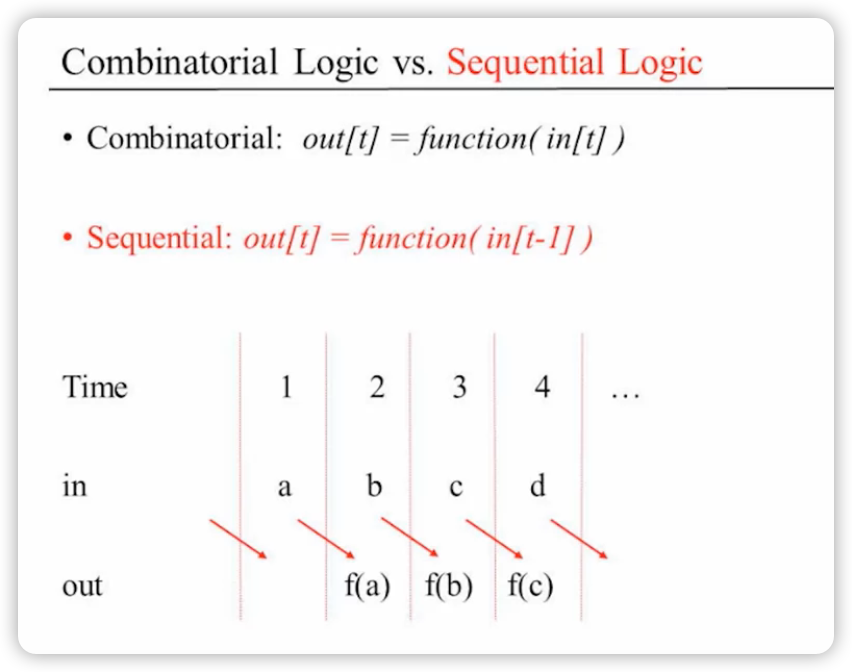 Combinatorial Logic vs. Sequential Logic
• Combinatorial: out[t] = function( in[t] )
• Sequential: out[t] = function( in[t-1] )
Time 1 2 3 4 ...
in a b c d
out f(a) f(b) f(c)